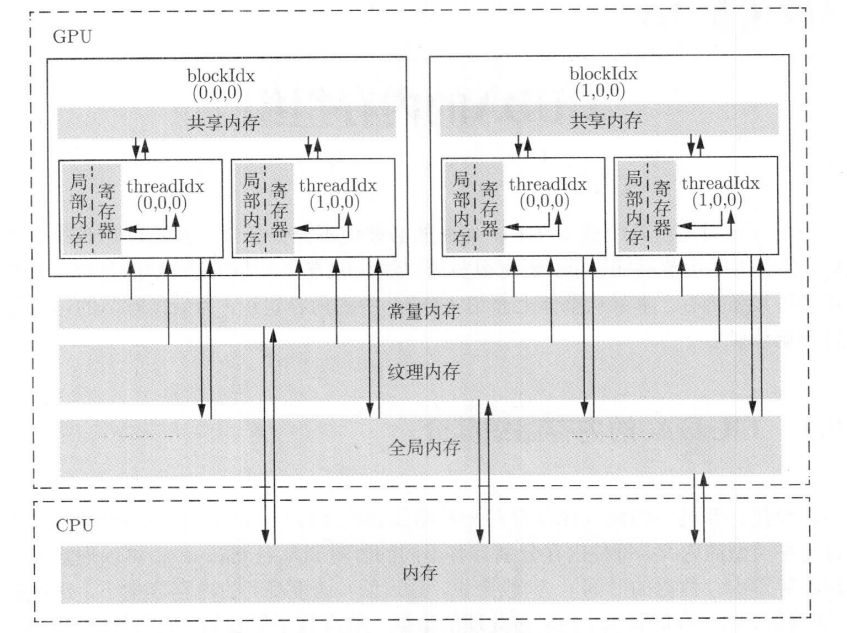 GPU
blockIdx
(0,0,0)
共享内存
局部内存
寄存器
threadIdx
(0,0,0)
局部内存
寄存器
threadIdx
(1,0,0)
blockIdx
(1,0,0)
共享内存
局部内存
寄存器
threadIdx
(0,0,0)
局部内存
寄存器
threadIdx
(1,0,0)
常量内存
纹理内存
全局内存
CPU
内存